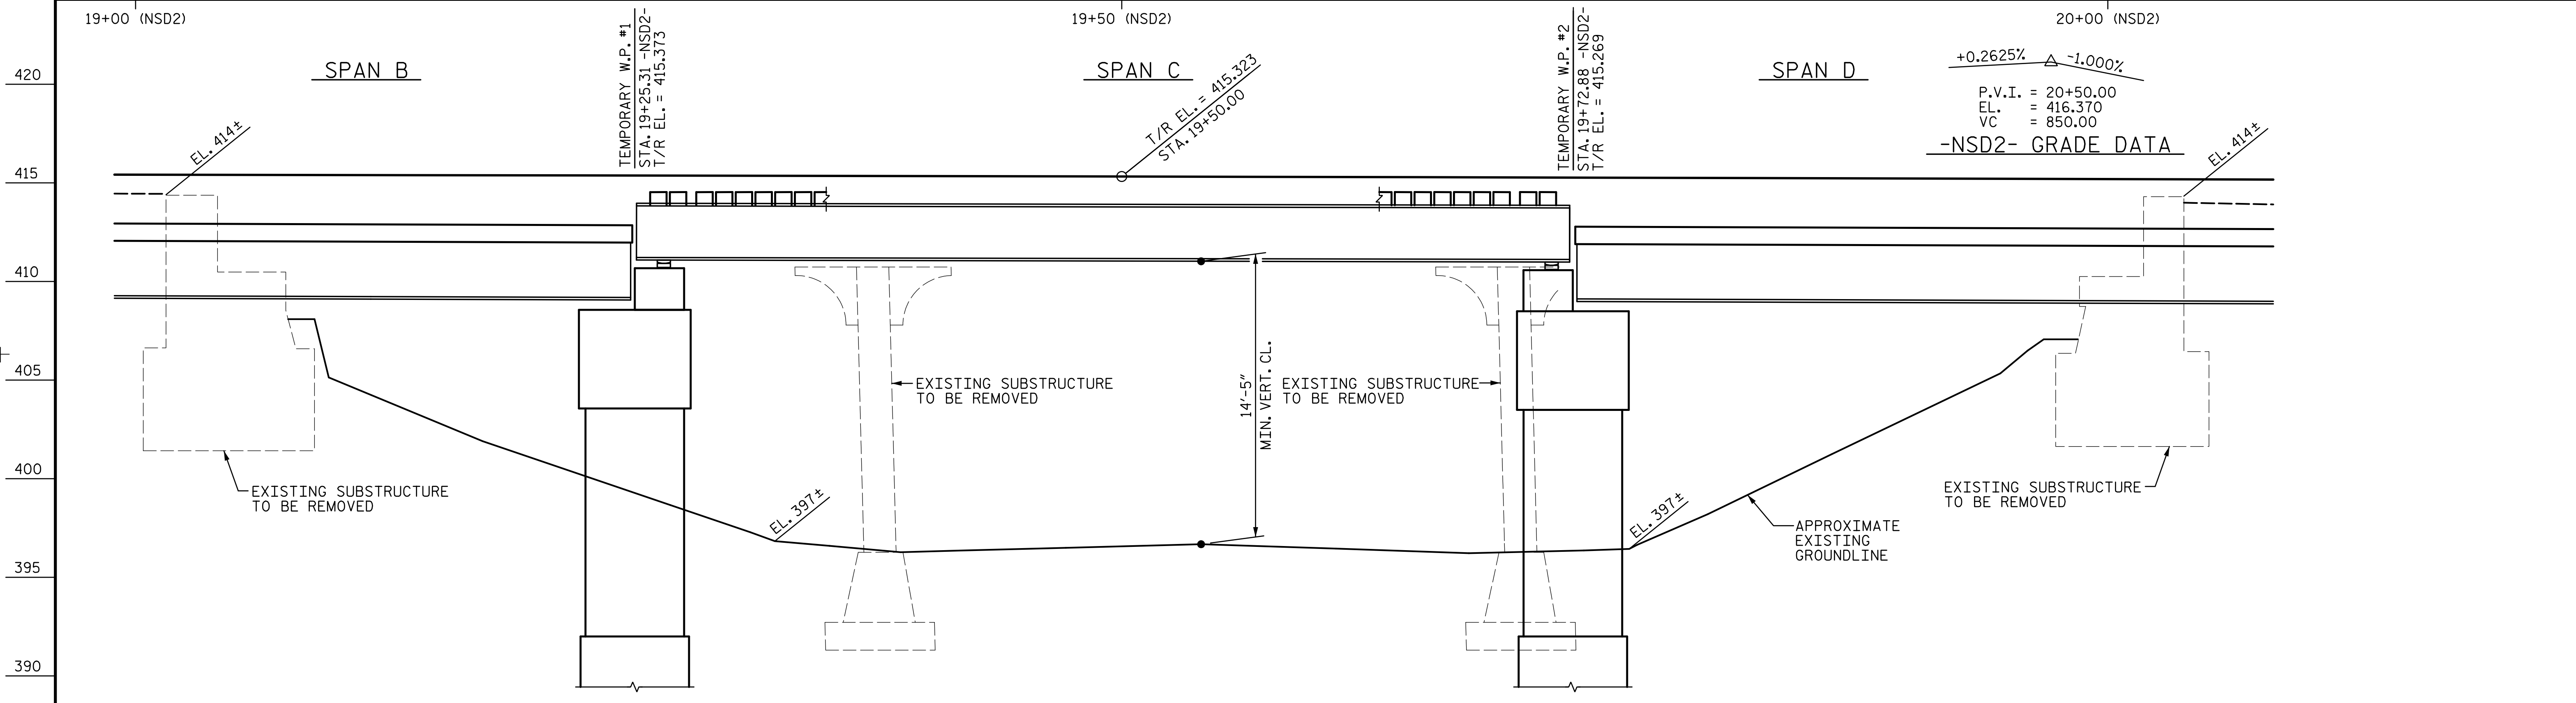 19+00 (NSD2)
19+50 (NSD2)
20+00 (NSD2)
TEMPORARY W.P. #1
STA. 19+25.31 -NSD2-
T/R EL. = 415.373
TEMPORARY W.P. #2
STA. 19+72.88 -NSD2-
T/R EL. = 415.269
SPAN B
SPAN C
SPAN D
T/R EL. = 415.323
STA. 19+50.00
+0.2625%
-1.000%
P.V.I. = 20+50.00
EL. = 416.370
VC = 850.00
-NSD2- GRADE DATA
EL. 414±
EL. 414±
420
415
410
405
400
395
390
EXISTING SUBSTRUCTURE
TO BE REMOVED
EXISTING SUBSTRUCTURE
TO BE REMOVED
14'-5"
MIN. VERT. CL.
EXISTING SUBSTRUCTURE
TO BE REMOVED
EXISTING SUBSTRUCTURE
TO BE REMOVED
EL. 397±
EL. 397±
APPROXIMATE
EXISTING
GROUNDLINE